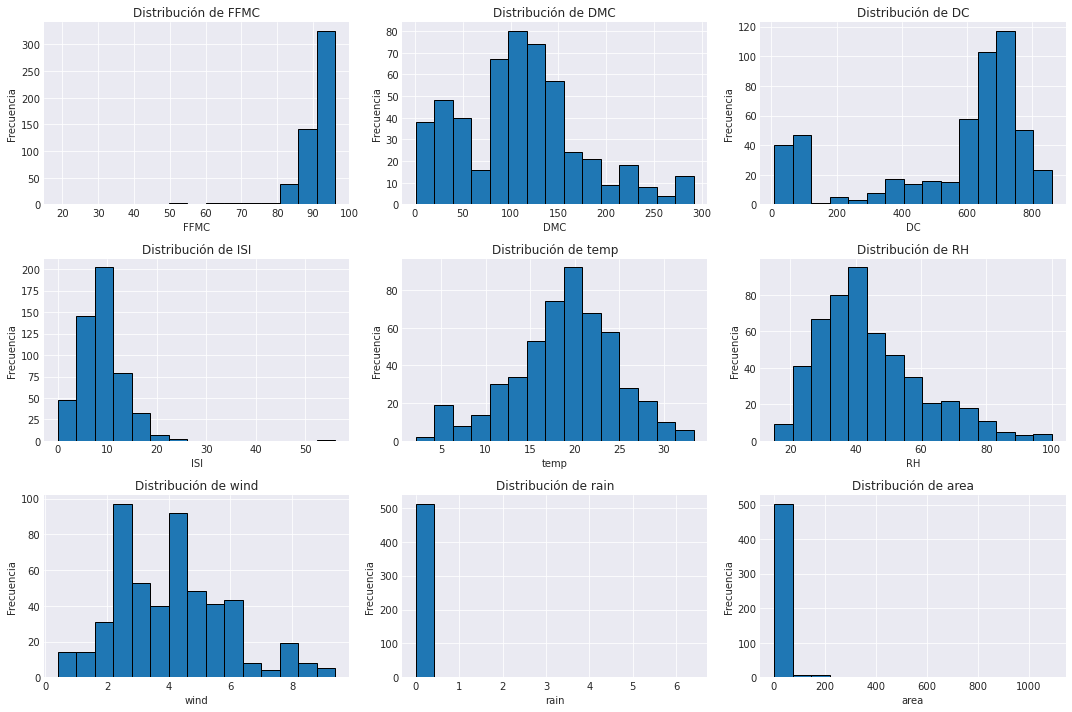 Distribución de FFMC
Frecuencia
300
250
200
150
100
50
0
20 30 40 50 60 70 80 90 100
FFMC
Distribución de DMC
Frecuencia
80
70
60
50
40
30
20
10
0
0 50 100 150 200 250 300
DMC
Distribución de DC
Frecuencia
120
100
80
60
40
20
0
0 200 400 600 800
DC
Distribución de ISI
Frecuencia
200
175
150
125
100
75
50
25
0
0 10 20 30 40 50
ISI
Distribución de temp
Frecuencia
80
60
40
20
0
5 10 15 20 25 30
temp
Distribución de RH
Frecuencia
80
60
40
20
0
20 40 60 80 100
RH
Distribución de wind
Frecuencia
100
80
60
40
20
0
0 2 4 6 8
wind
Distribución de rain
Frecuencia
500
400
300
200
100
0
0 1 2 3 4 5 6
rain
Distribución de area
Frecuencia
500
400
300
200
100
0
0 200 400 600 800 1000
area